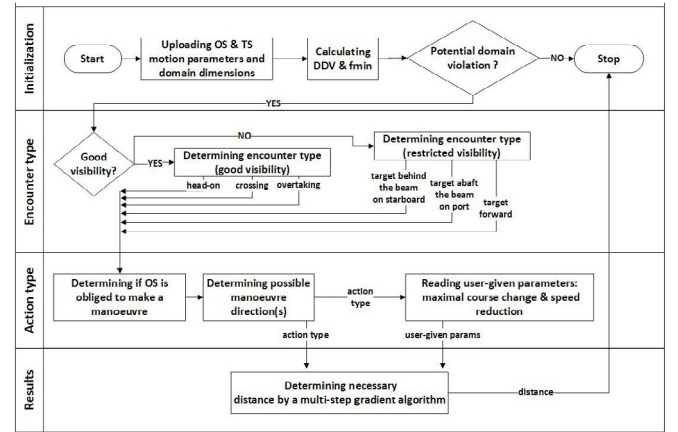 Initialization
Start
Uploading OS & TS
motion parameters and
domain dimensions
Calculating
DDV & fmin
Potential domain
violation ?
NO
Stop
YES
Encounter type
Good
visibility?
NO
YES
Determining encounter type
(good visibility)
Determining encounter type
(restricted visibility)
head-on
crossing
overtaking
target behind
the beam
on starboard
target abaft
the beam
on port
target
forward
Action type
Determining if OS is
obliged to make a
manoeuvre
Determining possible
manoeuvre
direction(s)
action
type
Reading user-given parameters:
maximal course change & speed
reduction
action type
user-given params
Results
Determining necessary
distance by a multi-step gradient algorithm
distance